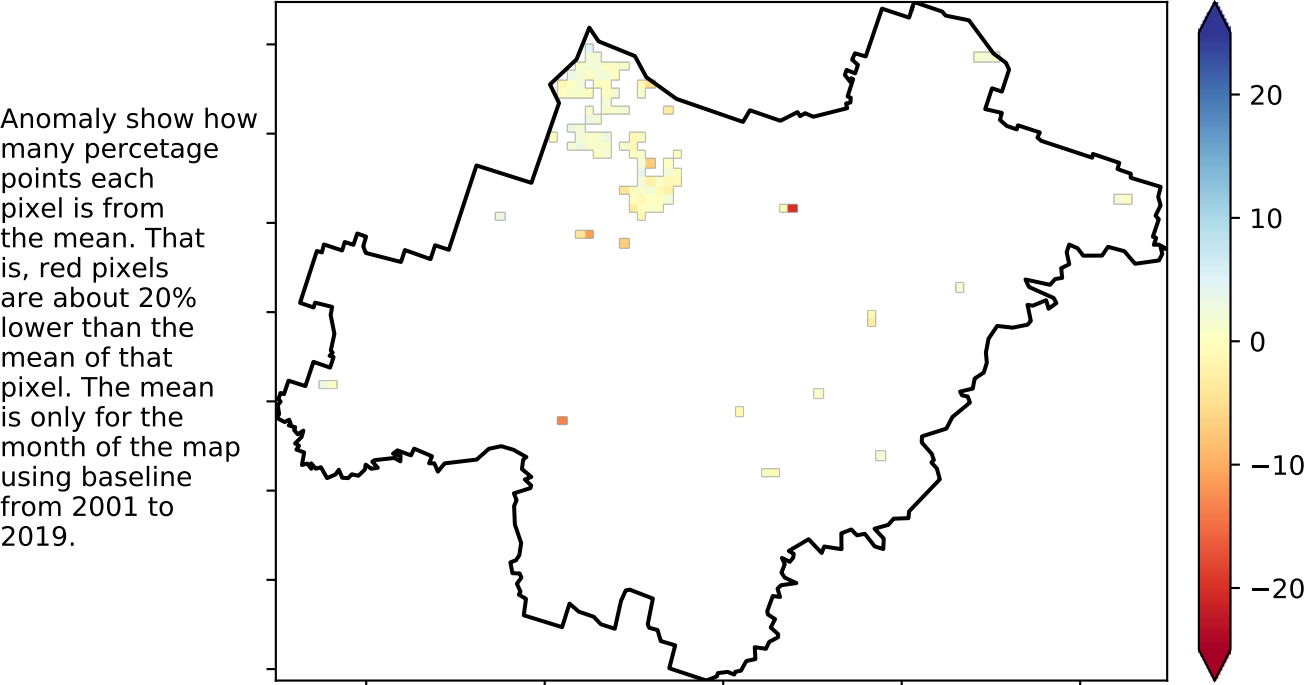 Anomaly show how
many percetage
points each
pixel is from
the mean. That
is, red pixels
are about 20%
lower than the
mean of that
pixel. The mean
is only for the
month of the map
using baseline
from 2001 to
2019.
20
10
0
−10
−20